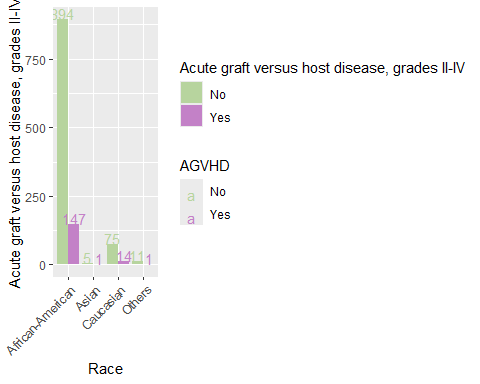 Acute graft versus host disease, grades II-IV
750
500
250
0
894
147
5
1
75
14
11
1
African-American
Asian
Caucasian
Others
Race
Acute graft versus host disease, grades II-IV
No
Yes
AGVHD
a No
a Yes